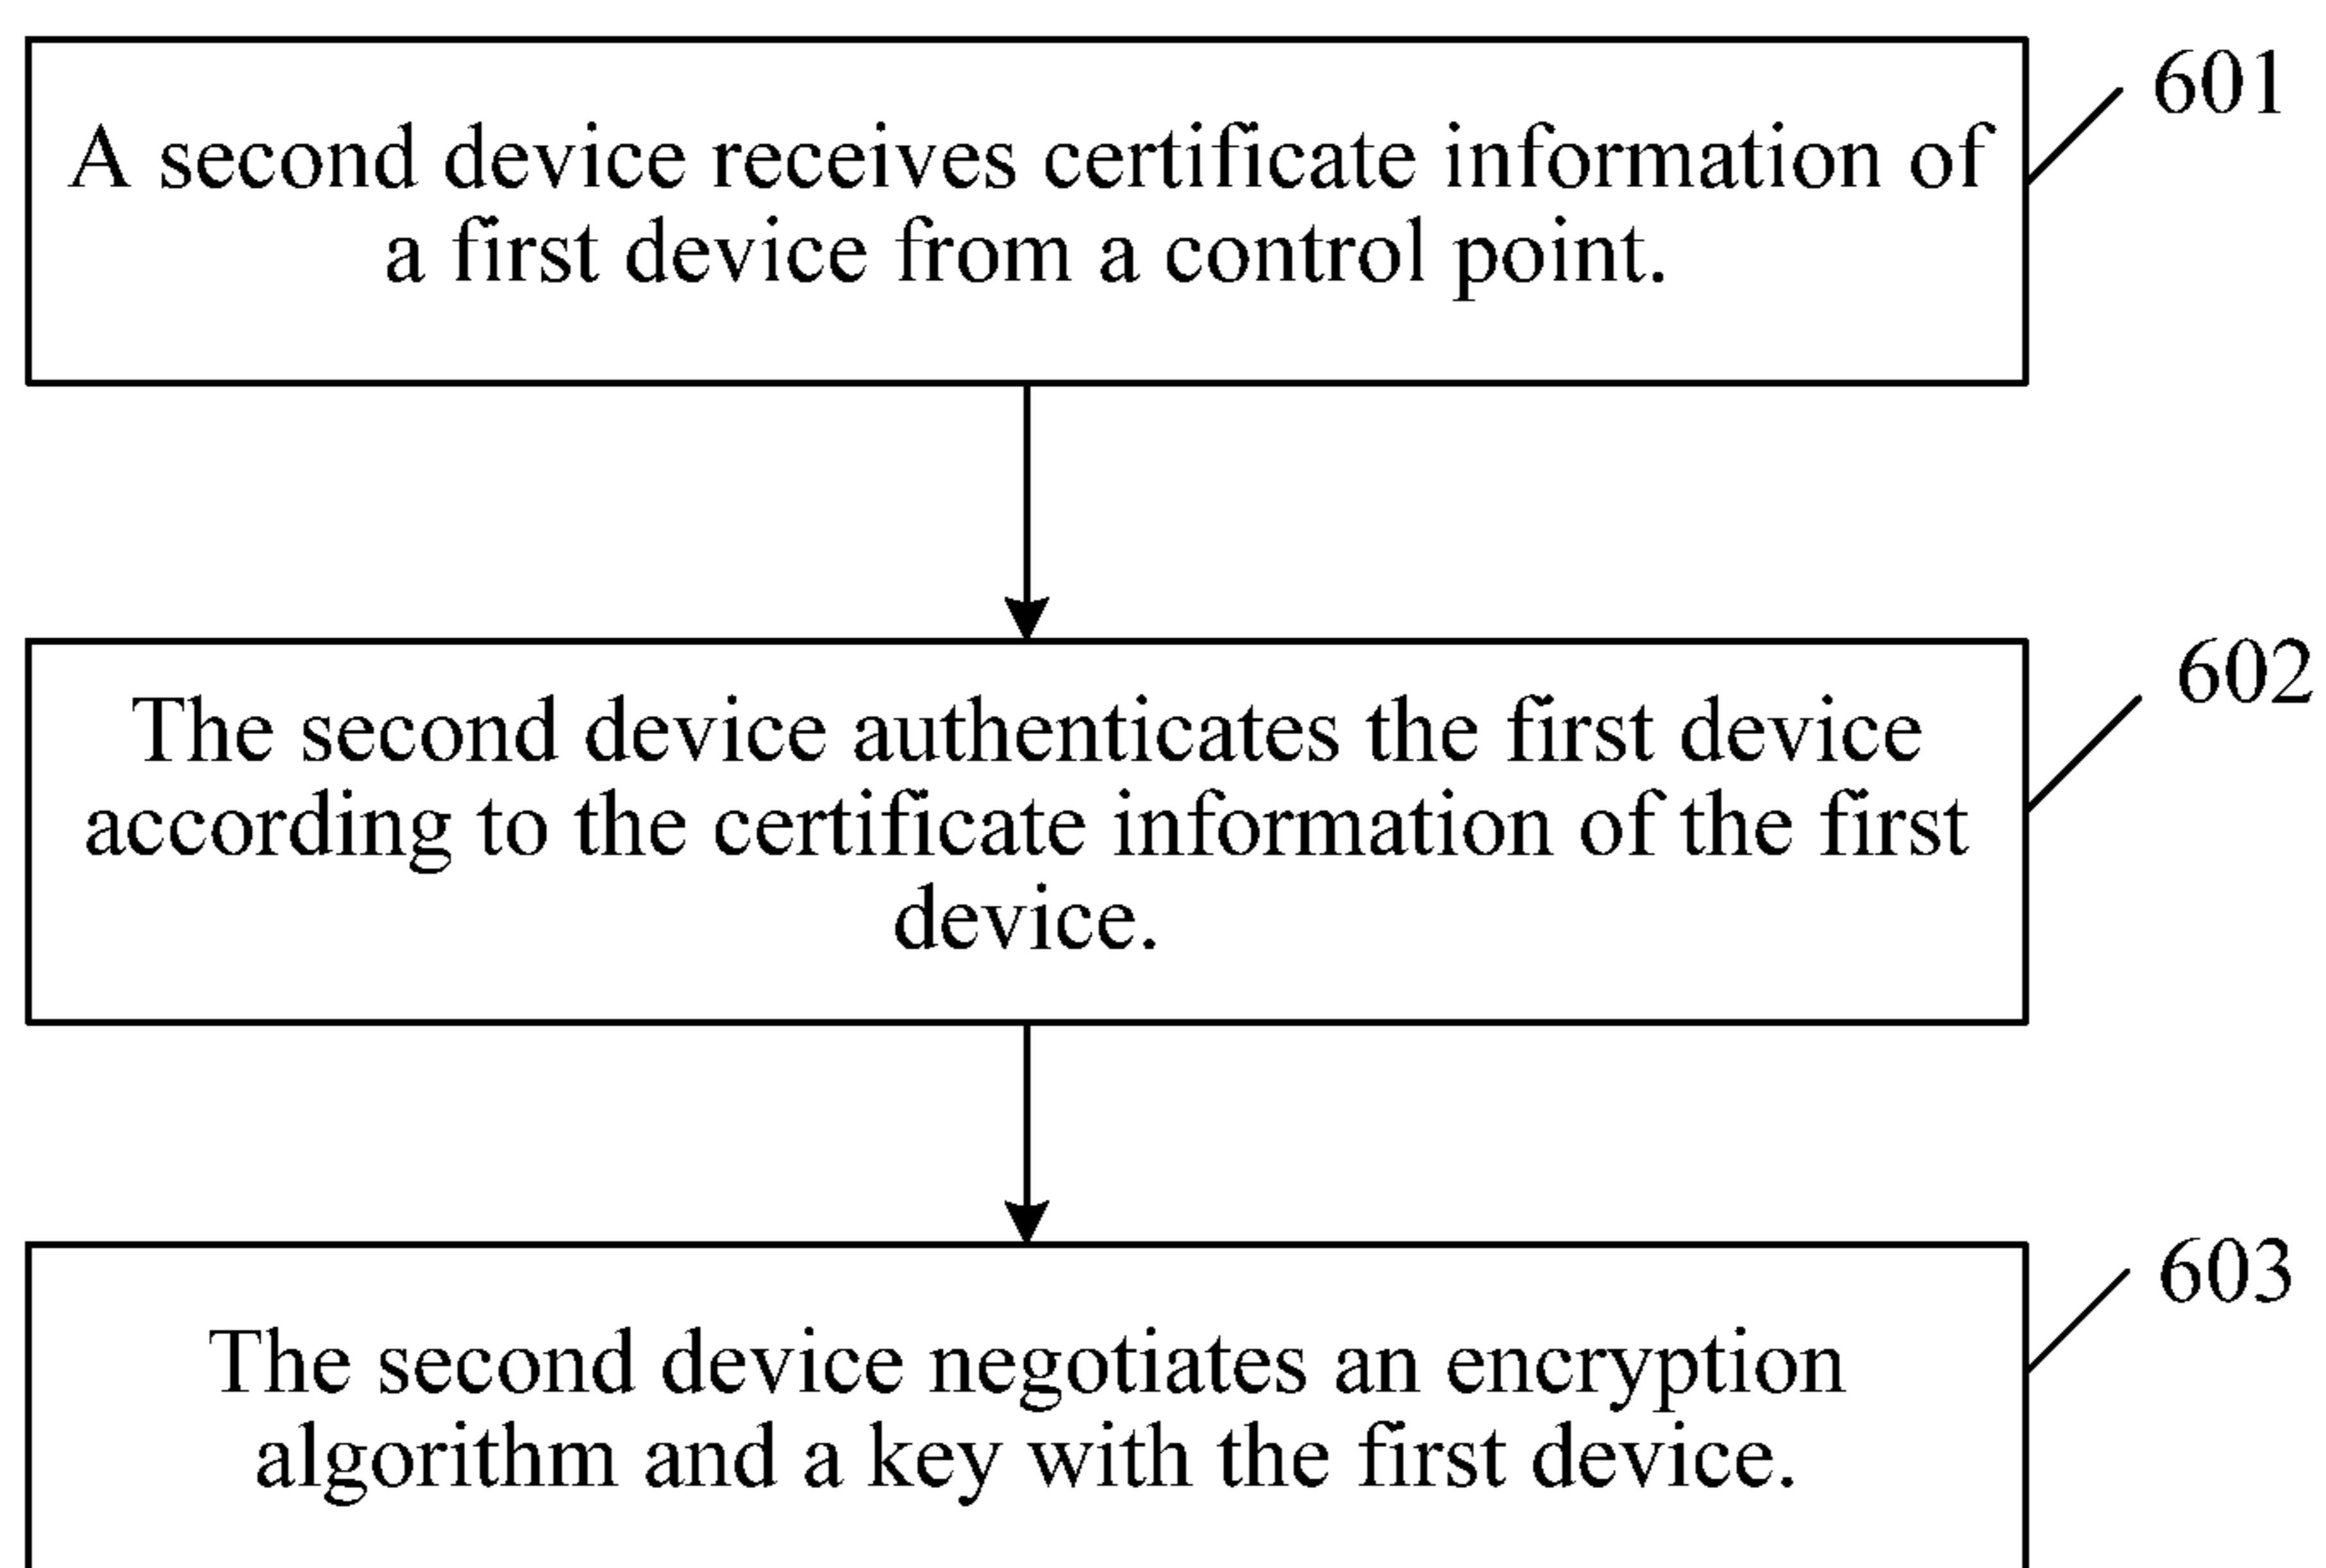 601
A second device receives certificate information of
a first device from a control point.
602
The second device authenticates the first device
according to the certificate information of the first
device.
603
The second device negotiates an encryption
algorithm and a key with the first device.